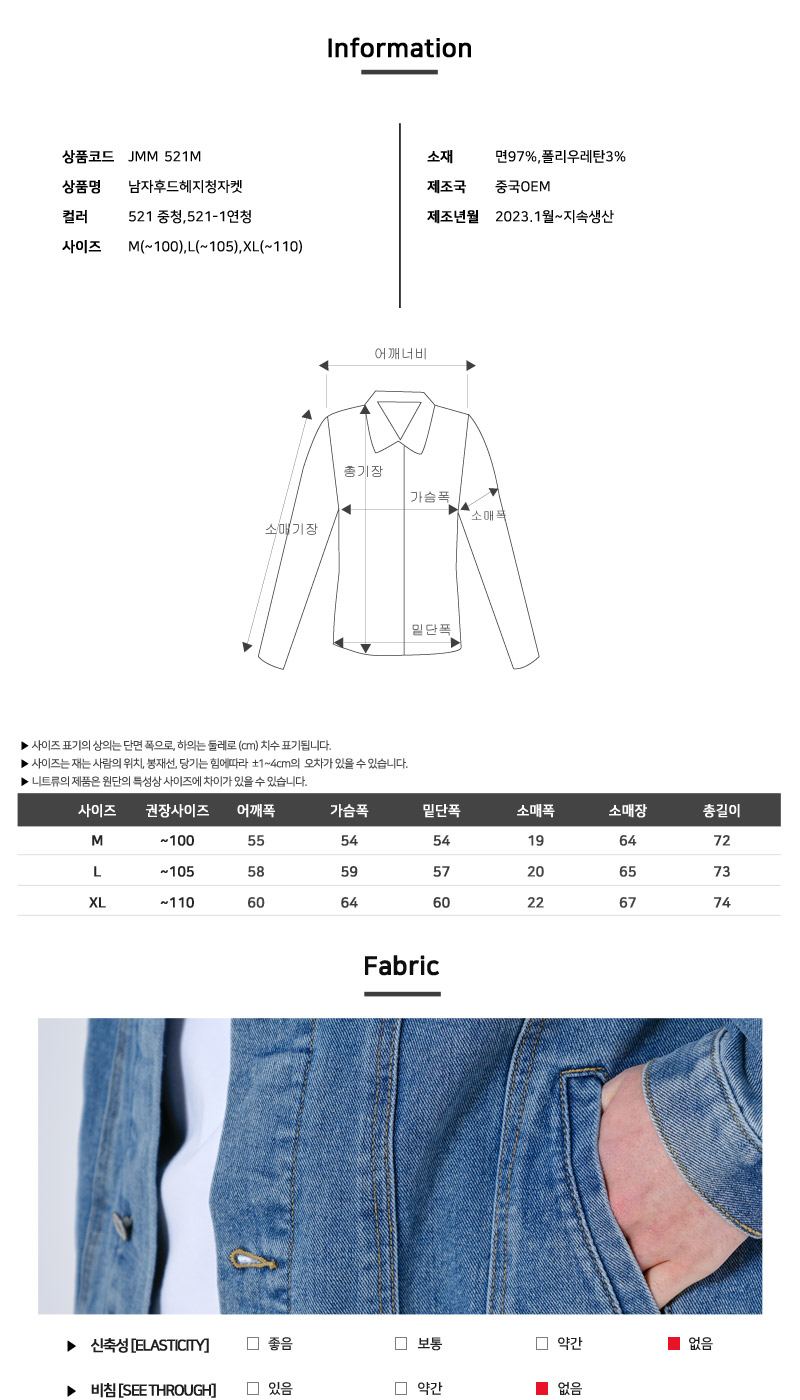 Information
상품코드 JMM 521M
상품명 남자후드헤지청자켓
컬러 521 중청,521-1연청
사이즈 M(~100),L(~105),XL(~110)
소재 면97%,폴리우레탄3%
제조국 중국OEM
제조년월 2023.1월~지속생산
어깨너비
총기장
가슴폭
소매폭
소매기장
밑단폭
▶ 사이즈 표기의 상의는 단면 폭으로, 하의는 둘레로 (cm) 치수 표기됩니다.
▶ 사이즈는 재는 사람의 위치, 봉재선, 당기는 힘에따라 ±1~4cm의 오차가 있을 수 있습니다.
▶ 니트류의 제품은 원단의 특성상 사이즈에 차이가 있을 수 있습니다.
사이즈 권장사이즈 어깨폭 가슴폭 밑단폭 소매폭 소매장 총길이
M ~100 55 54 54 19 64 72
L ~105 58 59 57 20 65 73
XL ~110 60 64 60 22 67 74
Fabric
▶ 신축성 [ELASTICITY] 좋음 보통 약간 없음
▶ 비침 [SEE THROUGH] 있음 약간 없음